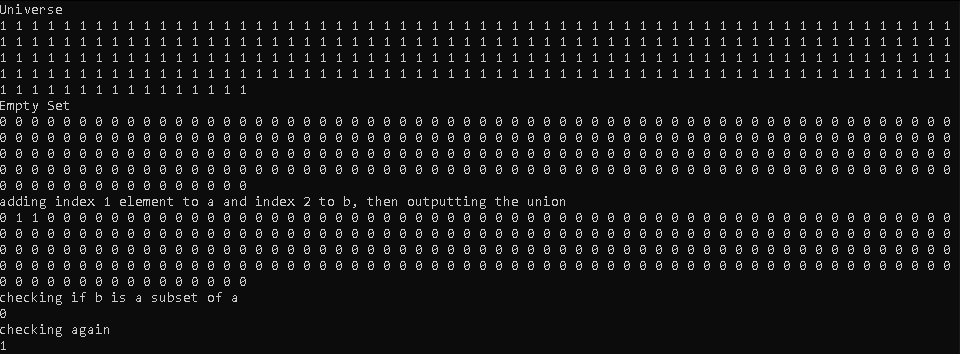 Universe
1 1 1 1 1 1 1 1 1 1 1 1 1 1 1 1 1 1 1 1 1 1 1 1 1 1 1 1 1 1 1 1 1 1 1 1 1 1 1 1 1 1 1 1 1 1 1 1 1 1 1 1 1 1 1 1 1 1 1 1
1 1 1 1 1 1 1 1 1 1 1 1 1 1 1 1 1 1 1 1 1 1 1 1 1 1 1 1 1 1 1 1 1 1 1 1 1 1 1 1 1 1 1 1 1 1 1 1 1 1 1 1 1 1 1 1 1 1 1 1
1 1 1 1 1 1 1 1 1 1 1 1 1 1 1 1 1 1 1 1 1 1 1 1 1 1 1 1 1 1 1 1 1 1 1 1 1 1 1 1 1 1 1 1 1 1 1 1 1 1 1 1 1 1 1 1 1 1 1 1
1 1 1 1 1 1 1 1 1 1 1 1 1 1 1 1 1 1 1 1 1 1 1 1 1 1 1 1 1 1 1 1 1 1 1 1 1 1 1 1 1 1 1 1 1 1 1 1 1 1 1 1 1 1 1 1 1 1 1 1
1 1 1 1 1 1 1 1 1 1 1 1 1 1 1 1
Empty Set
0 0 0 0 0 0 0 0 0 0 0 0 0 0 0 0 0 0 0 0 0 0 0 0 0 0 0 0 0 0 0 0 0 0 0 0 0 0 0 0 0 0 0 0 0 0 0 0 0 0 0 0 0 0 0 0 0 0 0 0
0 0 0 0 0 0 0 0 0 0 0 0 0 0 0 0 0 0 0 0 0 0 0 0 0 0 0 0 0 0 0 0 0 0 0 0 0 0 0 0 0 0 0 0 0 0 0 0 0 0 0 0 0 0 0 0 0 0 0 0
0 0 0 0 0 0 0 0 0 0 0 0 0 0 0 0 0 0 0 0 0 0 0 0 0 0 0 0 0 0 0 0 0 0 0 0 0 0 0 0 0 0 0 0 0 0 0 0 0 0 0 0 0 0 0 0 0 0 0 0
0 0 0 0 0 0 0 0 0 0 0 0 0 0 0 0 0 0 0 0 0 0 0 0 0 0 0 0 0 0 0 0 0 0 0 0 0 0 0 0 0 0 0 0 0 0 0 0 0 0 0 0 0 0 0 0 0 0 0 0
0 0 0 0 0 0 0 0 0 0 0 0 0 0 0 0
adding index 1 element to a and index 2 to b, then outputting the union
0 1 1 0 0 0 0 0 0 0 0 0 0 0 0 0 0 0 0 0 0 0 0 0 0 0 0 0 0 0 0 0 0 0 0 0 0 0 0 0 0 0 0 0 0 0 0 0 0 0 0 0 0 0 0 0 0 0 0 0
0 0 0 0 0 0 0 0 0 0 0 0 0 0 0 0 0 0 0 0 0 0 0 0 0 0 0 0 0 0 0 0 0 0 0 0 0 0 0 0 0 0 0 0 0 0 0 0 0 0 0 0 0 0 0 0 0 0 0 0
0 0 0 0 0 0 0 0 0 0 0 0 0 0 0 0 0 0 0 0 0 0 0 0 0 0 0 0 0 0 0 0 0 0 0 0 0 0 0 0 0 0 0 0 0 0 0 0 0 0 0 0 0 0 0 0 0 0 0 0
0 0 0 0 0 0 0 0 0 0 0 0 0 0 0 0 0 0 0 0 0 0 0 0 0 0 0 0 0 0 0 0 0 0 0 0 0 0 0 0 0 0 0 0 0 0 0 0 0 0 0 0 0 0 0 0 0 0 0 0
0 0 0 0 0 0 0 0 0 0 0 0 0 0 0 0
checking if b is a subset of a
0
checking again
1